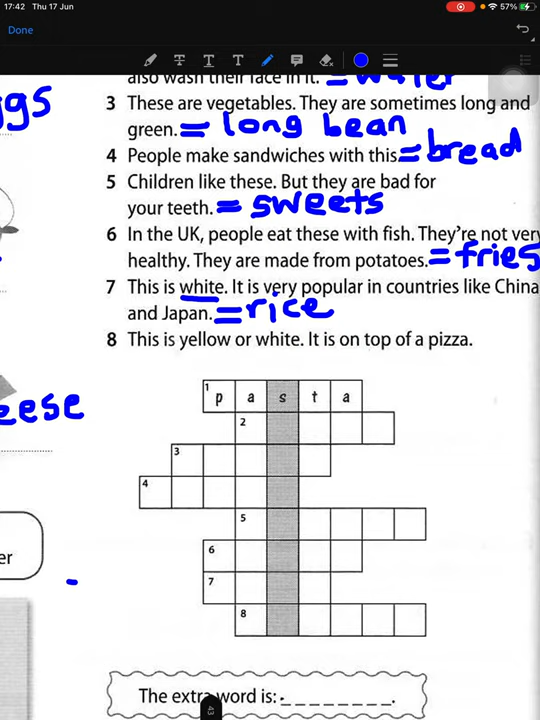 17:42 Thu 17 Jun
57%
Done
ggs
also wash their face in it. = water
3 These are vegetables. They are sometimes long and
green. = long bean
4 People make sandwiches with this = bread
5 Children like these. But they are bad for
your teeth. = sweets
6 In the UK, people eat these with fish. They're not very
healthy. They are made from potatoes. = fries
7 This is white. It is very popular in countries like China
and Japan. = rice
8 This is yellow or white. It is on top of a pizza.
eese
er
1 p a s t a
2
3
4
5
6
7
8
The extra word is: _ _ _ _ _ _ _ _.
43